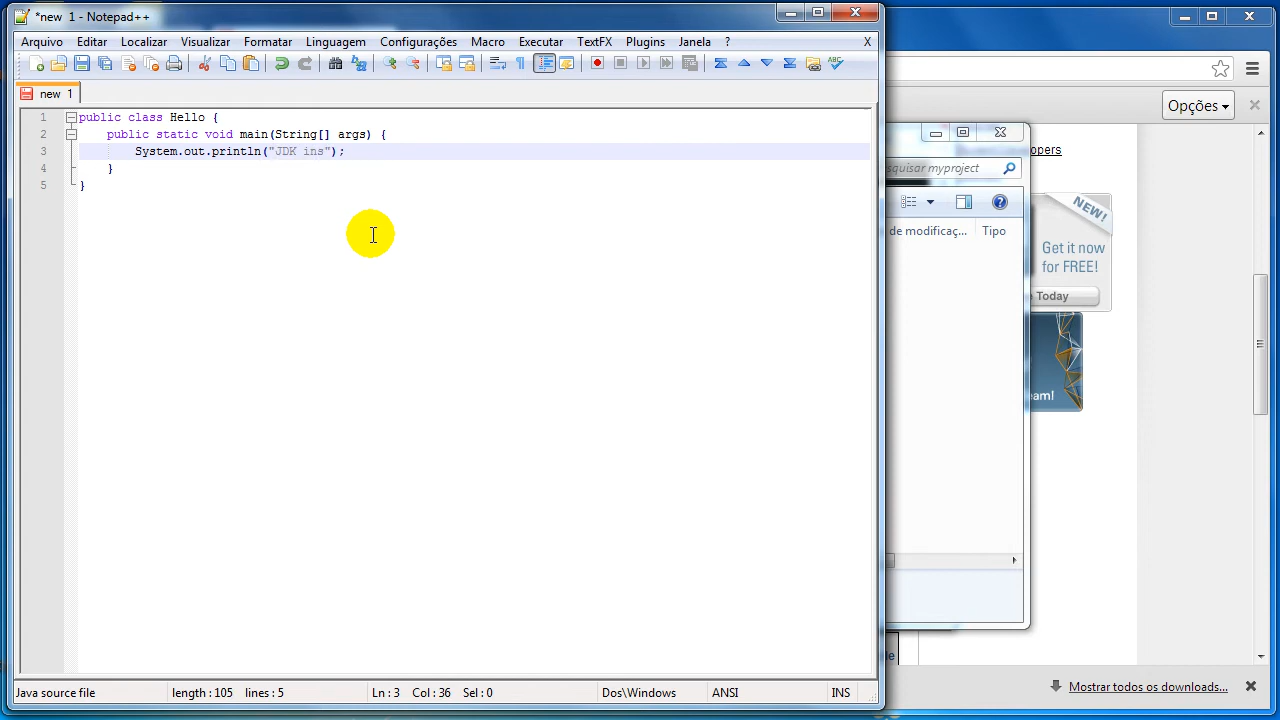 *new 1 - Notepad++
Arquivo Editar Localizar Visualizar Formatar Linguagem Configurações Macro Executar TextFX Plugins Janela ? X
new 1
1 public class Hello {
2 public static void main(String[] args) {
3 System.out.println("JDK ins");
4 }
5 }
Java source file length : 105 lines : 5 Ln : 3 Col : 36 Sel : 0 Dos\Windows ANSI INS
Opções
opers
squisar myproject
de modificaç... Tipo
NEW!
Get it now
for FREE!
Today
eam!
le
Mostrar todos os downloads...